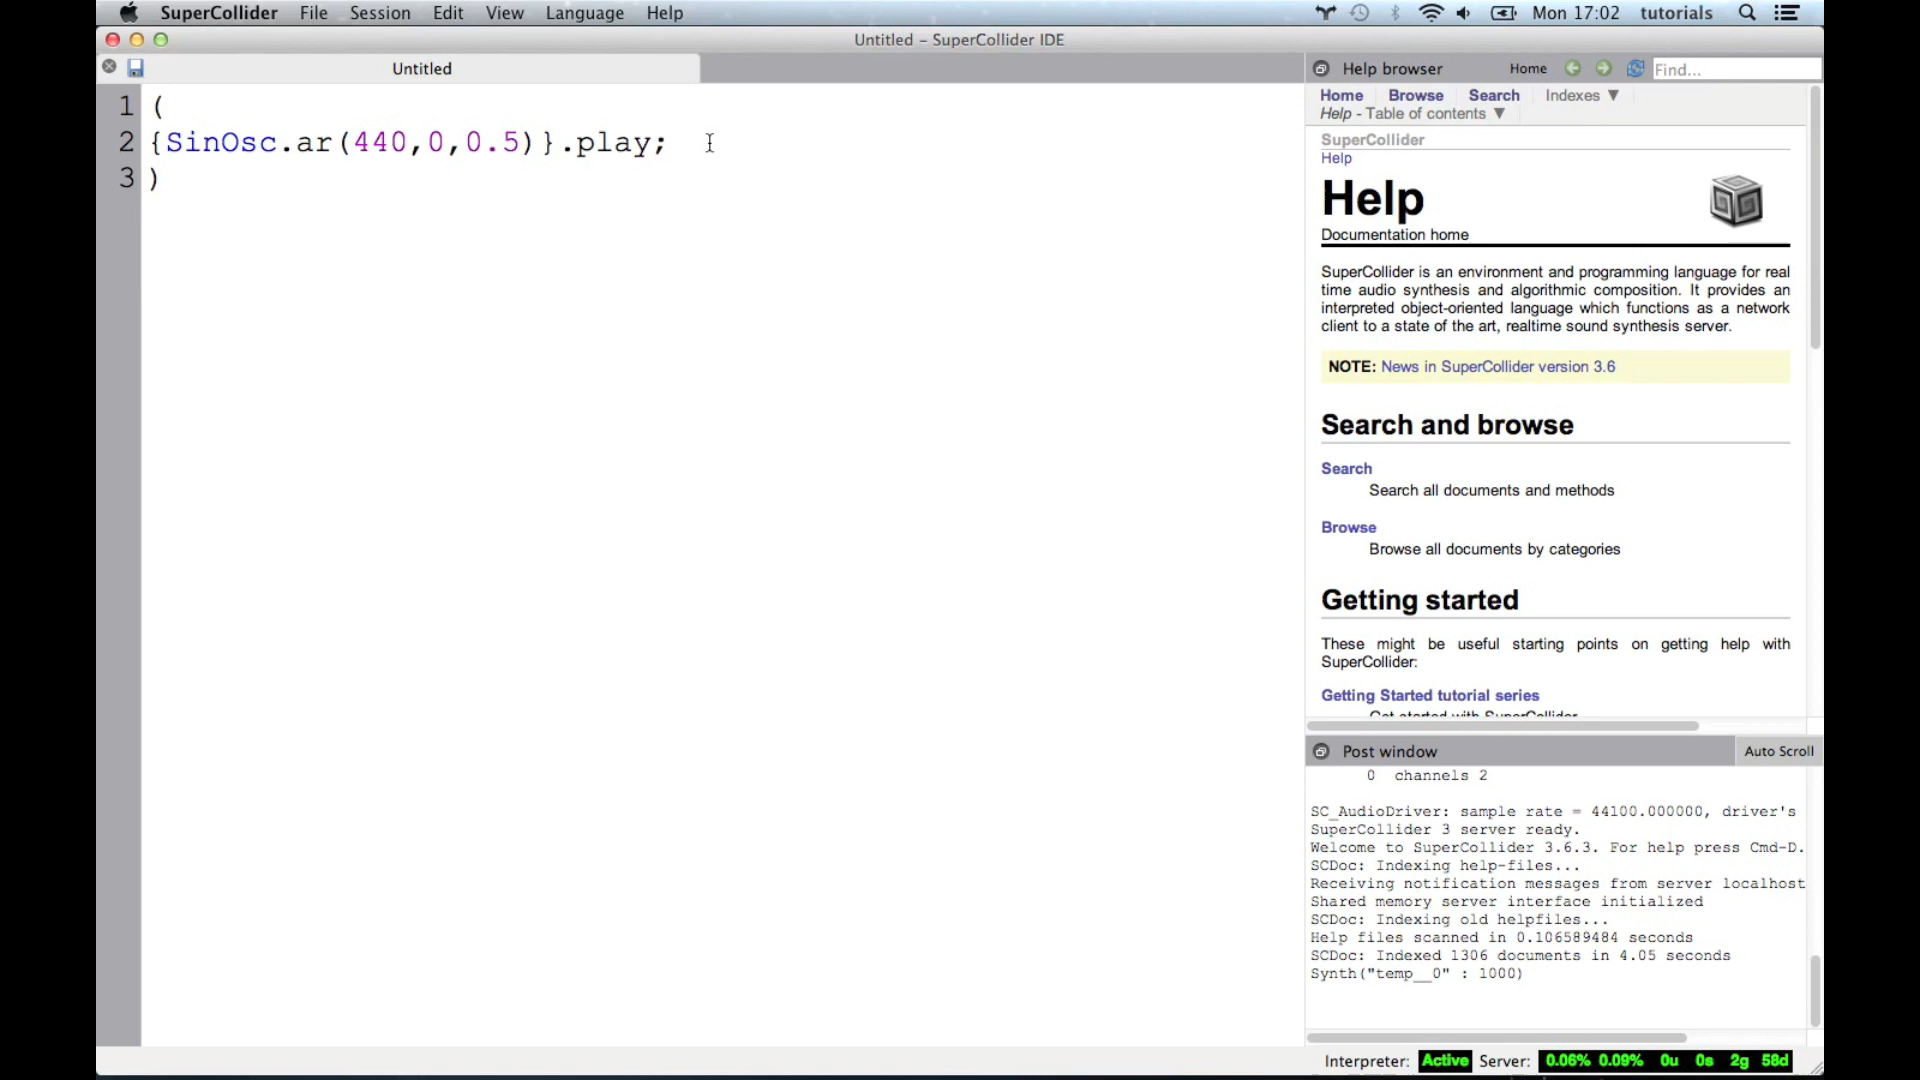 SuperCollider File Session Edit View Language Help Mon 17:02 tutorials
Untitled – SuperCollider IDE
Untitled
1 (
2 {SinOsc.ar(440,0,0.5)}.play;
3 )
Help browser Home Find...
Home Browse Search Indexes ▼
Help - Table of contents ▼
SuperCollider
Help
Help
Documentation home
SuperCollider is an environment and programming language for real
time audio synthesis and algorithmic composition. It provides an
interpreted object-oriented language which functions as a network
client to a state of the art, realtime sound synthesis server.
NOTE: News in SuperCollider version 3.6
Search and browse
Search
Search all documents and methods
Browse
Browse all documents by categories
Getting started
These might be useful starting points on getting help with
SuperCollider:
Getting Started tutorial series
Get started with SuperCollider
Post window Auto Scroll
0 channels 2
SC_AudioDriver: sample rate = 44100.000000, driver's
SuperCollider 3 server ready.
Welcome to SuperCollider 3.6.3. For help press Cmd-D.
SCDoc: Indexing help-files...
Receiving notification messages from server localhost
Shared memory server interface initialized
SCDoc: Indexing old helpfiles...
Help files scanned in 0.106589484 seconds
SCDoc: Indexed 1306 documents in 4.05 seconds
Synth("temp__0" : 1000)
Interpreter: Active Server: 0.06% 0.09% 0u 0s 2g 58d